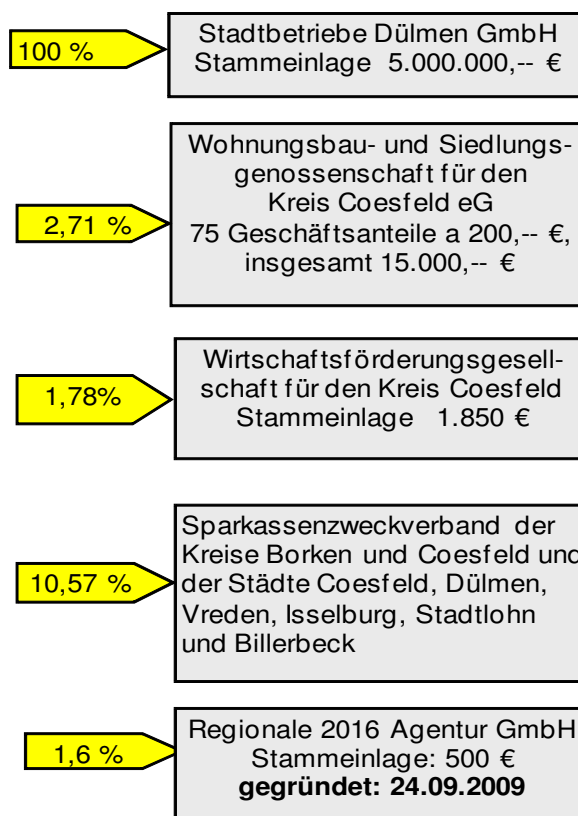 100 %
Stadtbetriebe Dülmen GmbH
Stammeinlage 5.000.000,-- €
2,71 %
Wohnungsbau- und Siedlungs-
genossenschaft für den
Kreis Coesfeld eG
75 Geschäftsanteile a 200,-- €,
insgesamt 15.000,-- €
1,78%
Wirtschaftsförderungsgesell-
schaft für den Kreis Coesfeld
Stammeinlage 1.850 €
10,57 %
Sparkassenzweckverband der
Kreise Borken und Coesfeld und
der Städte Coesfeld, Dülmen,
Vreden, Isselburg, Stadtlohn
und Billerbeck
1,6 %
Regionale 2016 Agentur GmbH
Stammeinlage: 500 €
gegründet: 24.09.2009